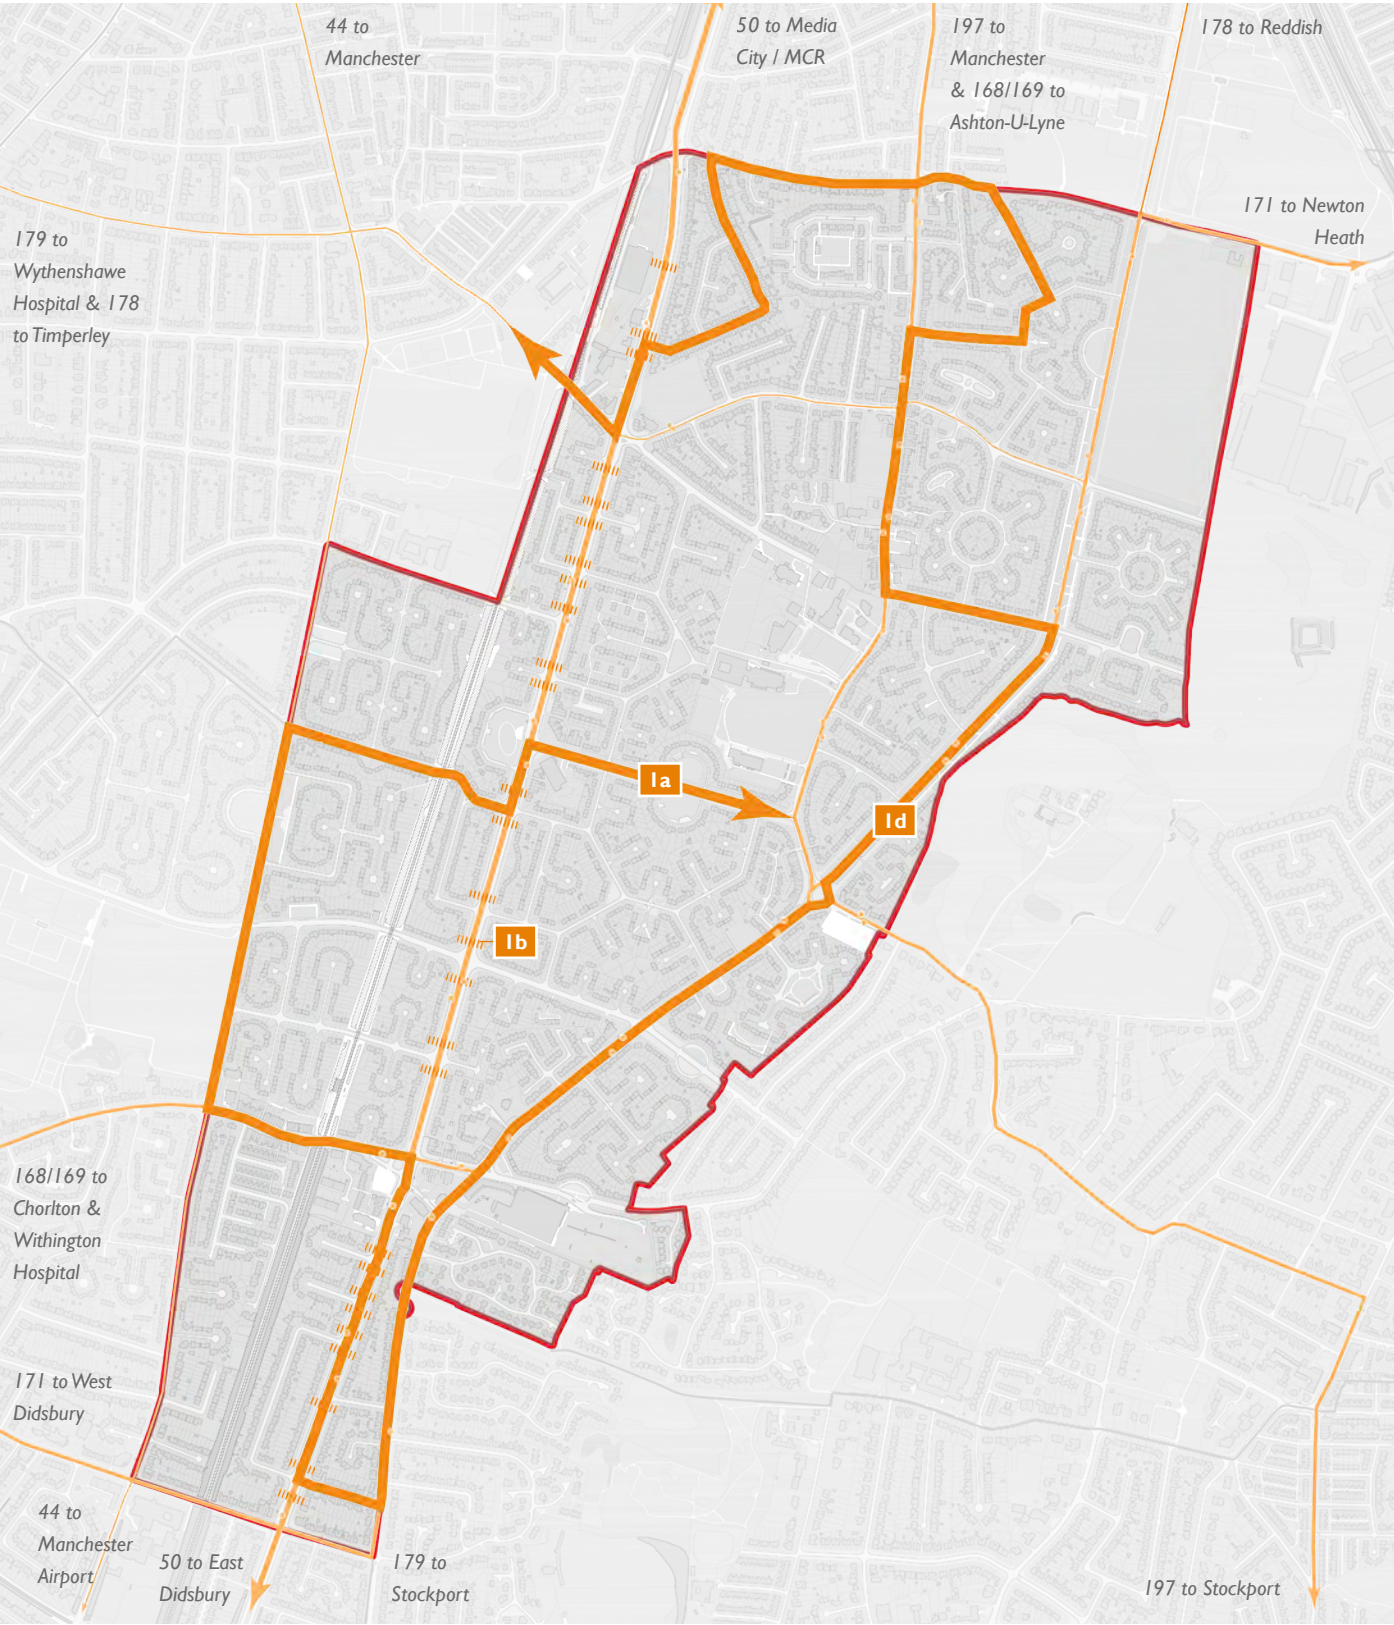 44 to
Manchester
50 to Media
City / MCR
197 to
Manchester
& 168/169 to
Ashton-U-Lyne
178 to Reddish
171 to Newton
Heath
179 to
Wythenshawe
Hospital & 178
to Timperley
1a
1d
1b
168/169 to
Chorlton &
Withington
Hospital
171 to West
Didsbury
44 to
Manchester
Airport
50 to East
Didsbury
179 to
Stockport
197 to Stockport